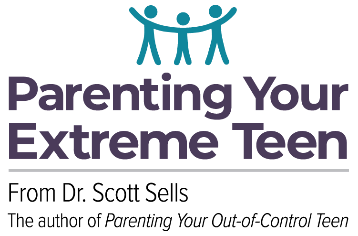 Parenting Your
Extreme Teen
From Dr. Scott Sells
The author of Parenting Your Out-of-Control Teen